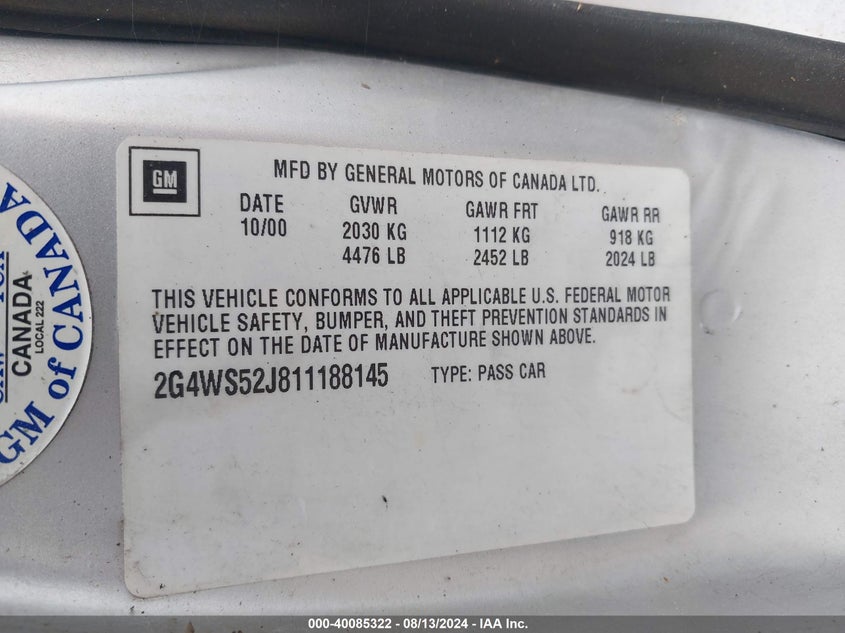 GM
MFD BY GENERAL MOTORS OF CANADA LTD.
DATE GVWR GAWR FRT GAWR RR
10/00 2030 KG 1112 KG 918 KG
4476 LB 2452 LB 2024 LB
THIS VEHICLE CONFORMS TO ALL APPLICABLE U.S. FEDERAL MOTOR
VEHICLE SAFETY, BUMPER, AND THEFT PREVENTION STANDARDS IN
EFFECT ON THE DATE OF MANUFACTURE SHOWN ABOVE.
2G4WS52J811188145 TYPE: PASS CAR
CANADA
LOCAL 222
GM of CANADA
000-40085322 - 08/13/2024 - IAA Inc.